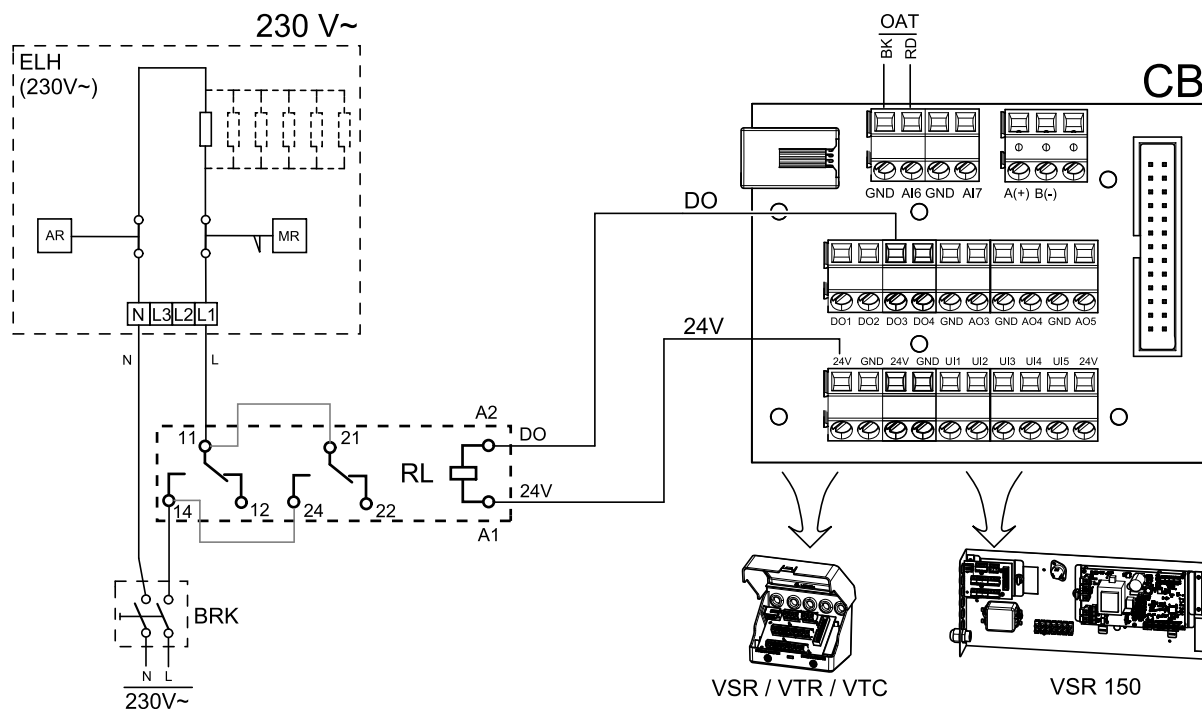 230 V~
ELH
(230V~)
AR
MR
N L3 L2 L1
N L
OAT
BK RD
CB
GND AI6 GND AI7
A(+) B(-)
DO
DO1 DO2 DO3 DO4 GND AO3 GND AO4 GND AO5
24V
24V GND 24V GND UI1 UI2 UI3 UI4 UI5 24V
A2
11 21 DO
RL
24V
14 12 24 22
A1
BRK
N L
230V~
VSR / VTR / VTC
VSR 150